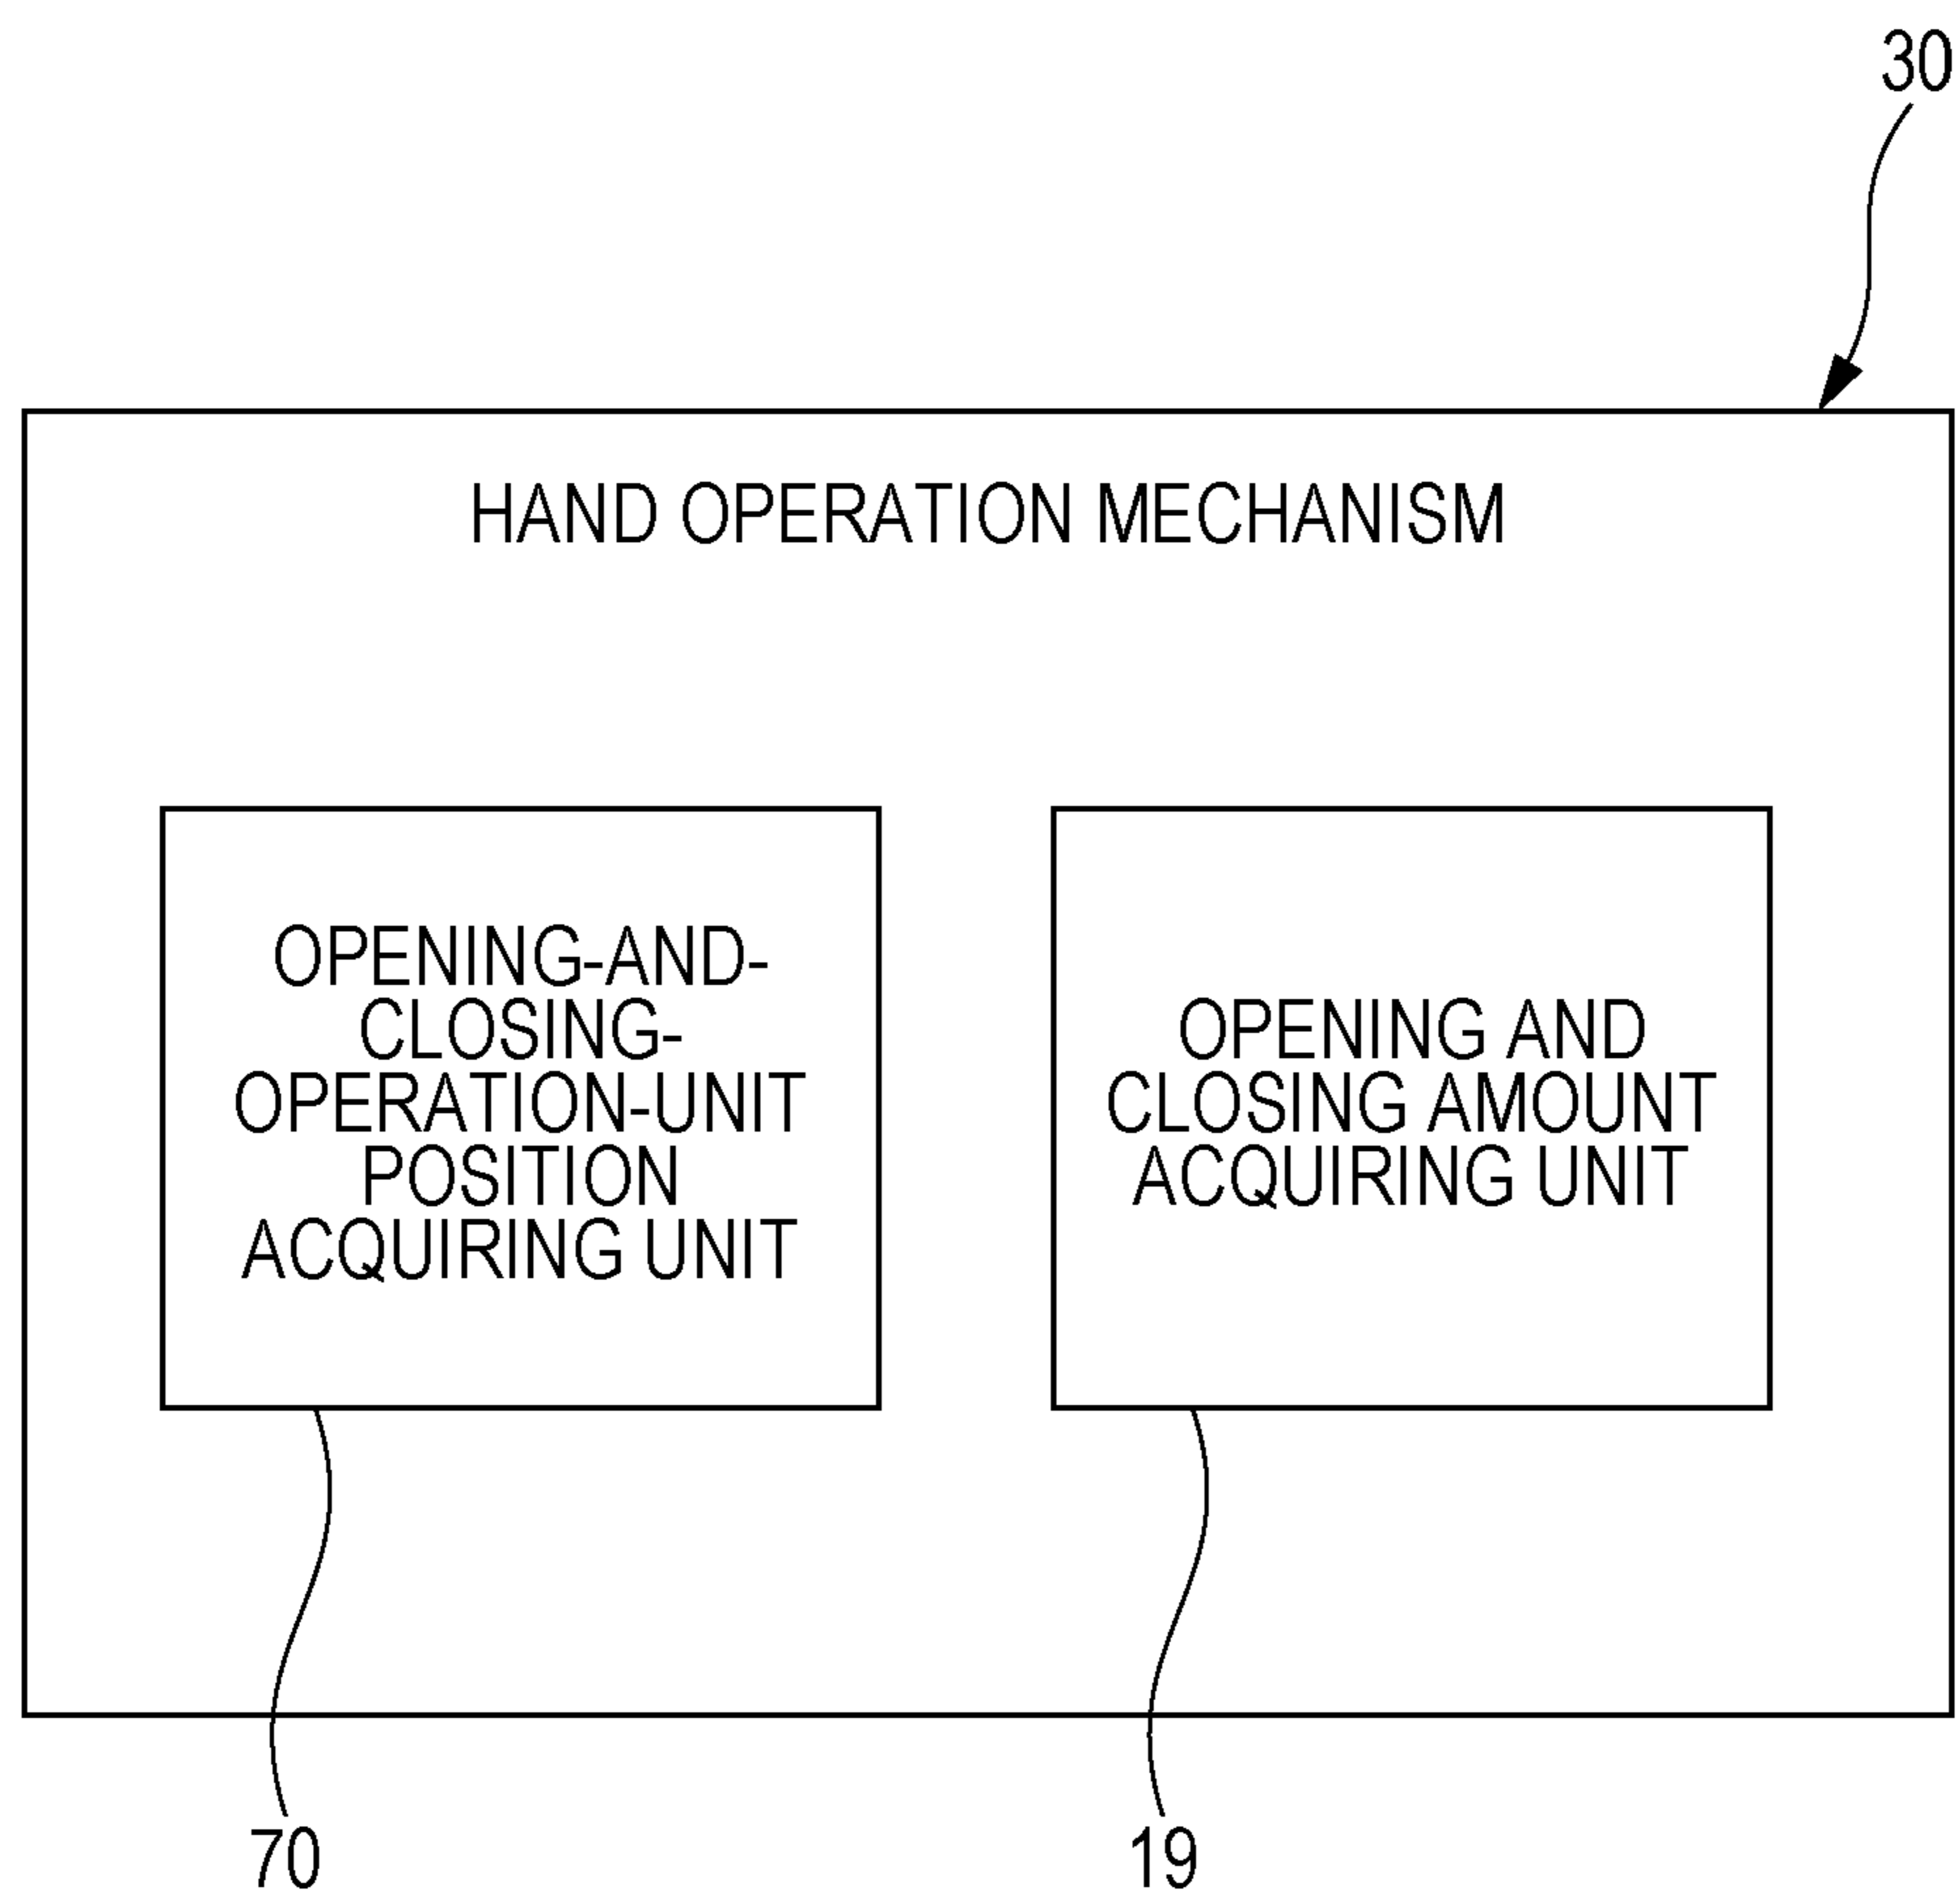 30
HAND OPERATION MECHANISM
OPENING-AND-
CLOSING-
OPERATION-UNIT
POSITION
ACQUIRING UNIT
OPENING AND
CLOSING AMOUNT
ACQUIRING UNIT
70
19